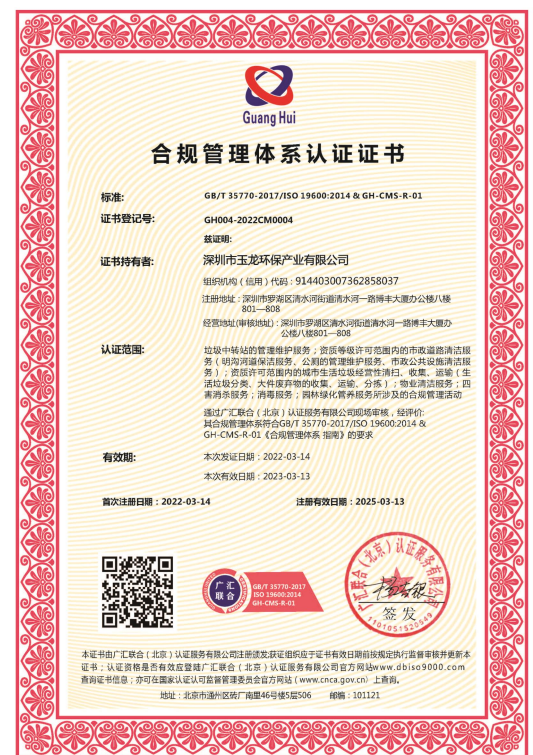 Guang Hui
合规管理体系认证证书
标准: GB/T 35770-2017/ISO 19600:2014 & GH-CMS-R-01
证书登记号: GH004-2022CM0004
兹证明:
证书持有者: 深圳市玉龙环保产业有限公司
组织机构（信用）代码：914403007362858037
注册地址：深圳市罗湖区清水河街道清水河一路博丰大厦办公楼八楼
801—808
经营地址(审核地址)：深圳市罗湖区清水河街道清水河一路博丰大厦办
公楼八楼801—808
认证范围: 垃圾中转站的管理维护服务；资质等级许可范围内的市政道路清洁服
务（明沟河道保洁服务、公厕的管理维护服务、市政公共设施清洁服
务）；资质许可范围内的城市生活垃圾经营性清扫、收集、运输（生
活垃圾分类、大件废弃物的收集、运输、分拣）；物业清洁服务；四
害消杀服务；消毒服务；园林绿化管养服务所涉及的合规管理活动
通过广汇联合（北京）认证服务有限公司现场审核，经评价:
其合规管理体系符合GB/T 35770-2017/ISO 19600:2014 &
GH-CMS-R-01《合规管理体系 指南》的要求
有效期: 本次发证日期：2022-03-14
本次有效日期：2023-03-13
首次注册日期：2022-03-14 注册有效日期：2025-03-13
广汇
联合
GB/T 35770-2017
ISO 19600:2014
GH-CMS-R-01
广汇联合（北京）认证服务有限公司
签发
1101051520549
本证书由广汇联合（北京）认证服务有限公司注册颁发;获证组织应于证书有效日期前按规定执行监督审核并更新本
证书；认证资格是否有效应登陆广汇联合（北京）认证服务有限公司官方网站www.dbiso9000.com
查询证书信息；亦可在国家认证认可监督管理委员会官方网站（www.cnca.gov.cn）上查询。
地址：北京市通州区砖厂南里46号楼5层506 邮编：101121